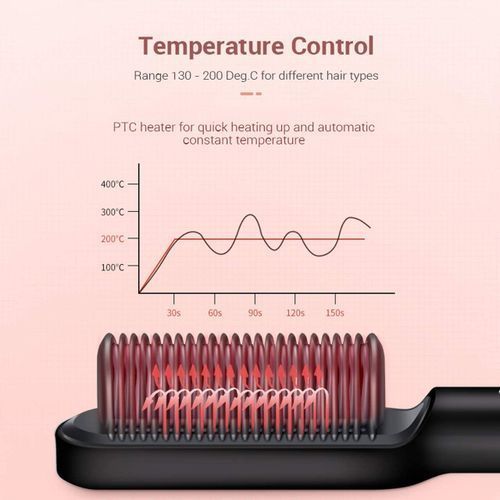 Temperature Control
Range 130 - 200 Deg.C for different hair types
PTC heater for quick heating up and automatic
constant temperature
400°C
300°C
200°C
100°C
30s 60s 90s 120s 150s